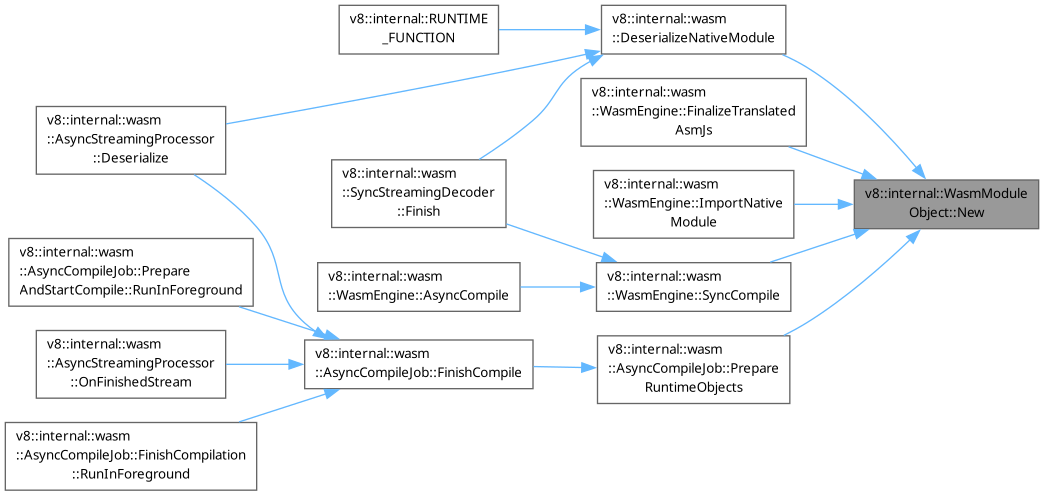 v8::internal::RUNTIME
_FUNCTION
v8::internal::wasm
::DeserializeNativeModule
v8::internal::wasm
::WasmEngine::FinalizeTranslated
AsmJs
v8::internal::wasm
::AsyncStreamingProcessor
::Deserialize
v8::internal::wasm
::SyncStreamingDecoder
::Finish
v8::internal::wasm
::WasmEngine::ImportNative
Module
v8::internal::WasmModule
Object::New
v8::internal::wasm
::AsyncCompileJob::Prepare
AndStartCompile::RunInForeground
v8::internal::wasm
::WasmEngine::AsyncCompile
v8::internal::wasm
::WasmEngine::SyncCompile
v8::internal::wasm
::AsyncStreamingProcessor
::OnFinishedStream
v8::internal::wasm
::AsyncCompileJob::FinishCompile
v8::internal::wasm
::AsyncCompileJob::Prepare
RuntimeObjects
v8::internal::wasm
::AsyncCompileJob::FinishCompilation
::RunInForeground